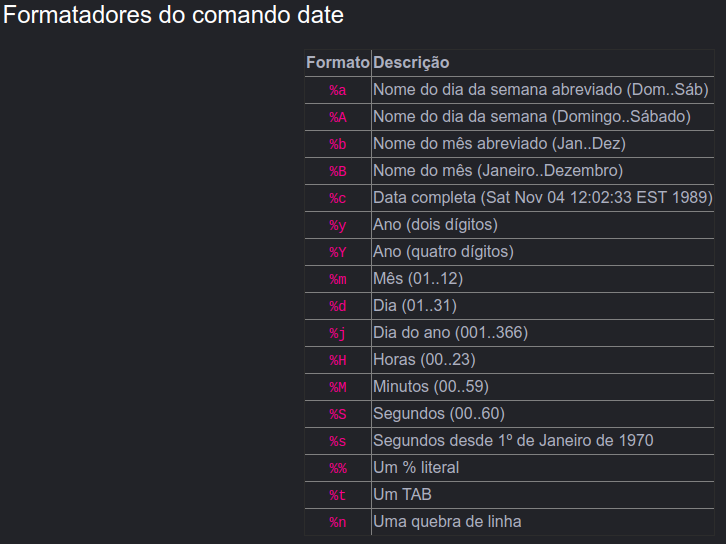 Formatadores do comando date
Formato Descrição
%a Nome do dia da semana abreviado (Dom..Sáb)
%A Nome do dia da semana (Domingo..Sábado)
%b Nome do mês abreviado (Jan..Dez)
%B Nome do mês (Janeiro..Dezembro)
%c Data completa (Sat Nov 04 12:02:33 EST 1989)
%y Ano (dois dígitos)
%Y Ano (quatro dígitos)
%m Mês (01..12)
%d Dia (01..31)
%j Dia do ano (001..366)
%H Horas (00..23)
%M Minutos (00..59)
%S Segundos (00..60)
%s Segundos desde 1º de Janeiro de 1970
%% Um % literal
%t Um TAB
%n Uma quebra de linha